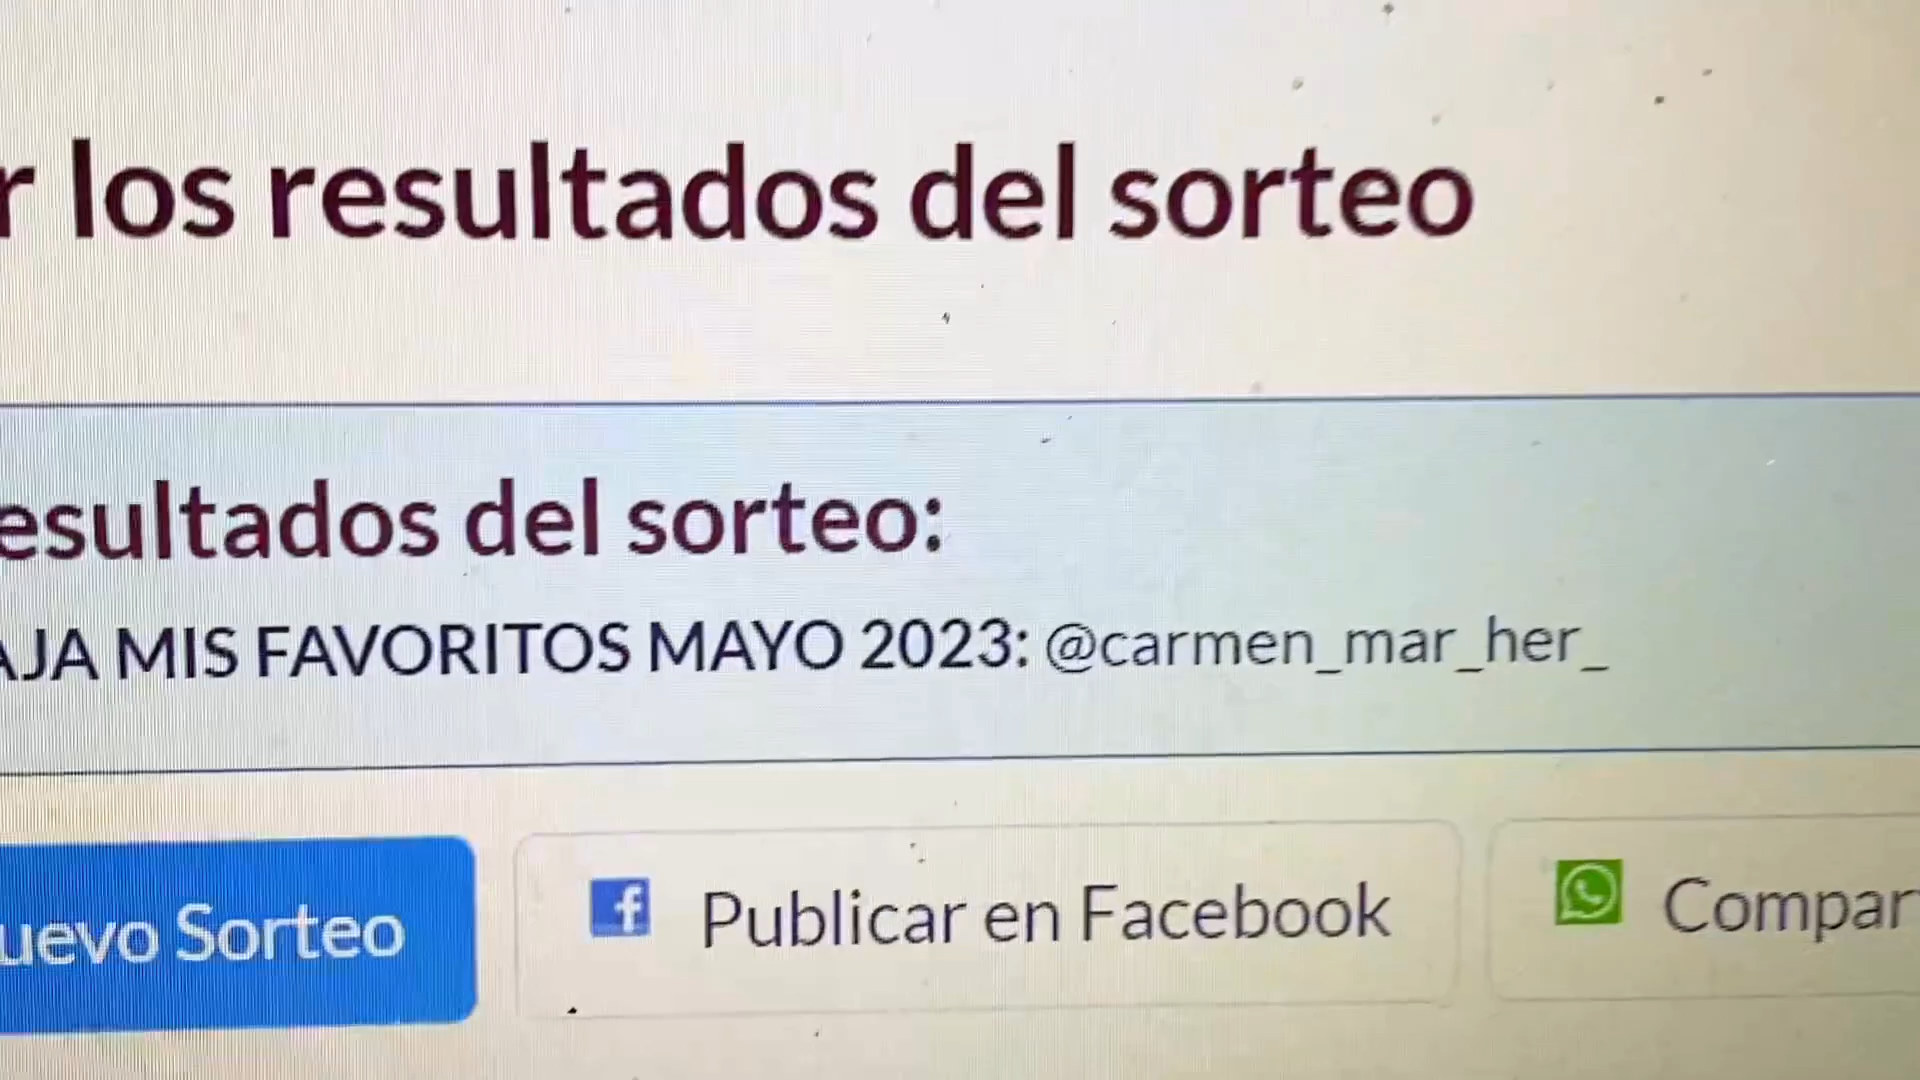 r los resultados del sorteo
esultados del sorteo:
AJA MIS FAVORITOS MAYO 2023: @carmen_mar_her_
uevo Sorteo
f Publicar en Facebook
Compar